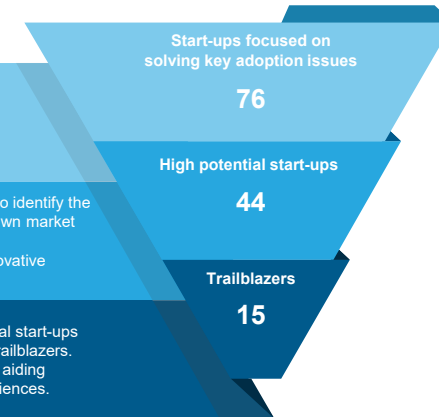 Start-ups focused on
solving key adoption issues
76
High potential start-ups
44
o identify the
wn market
ovative
Trailblazers
15
al start-ups
railblazers.
aiding
iences.